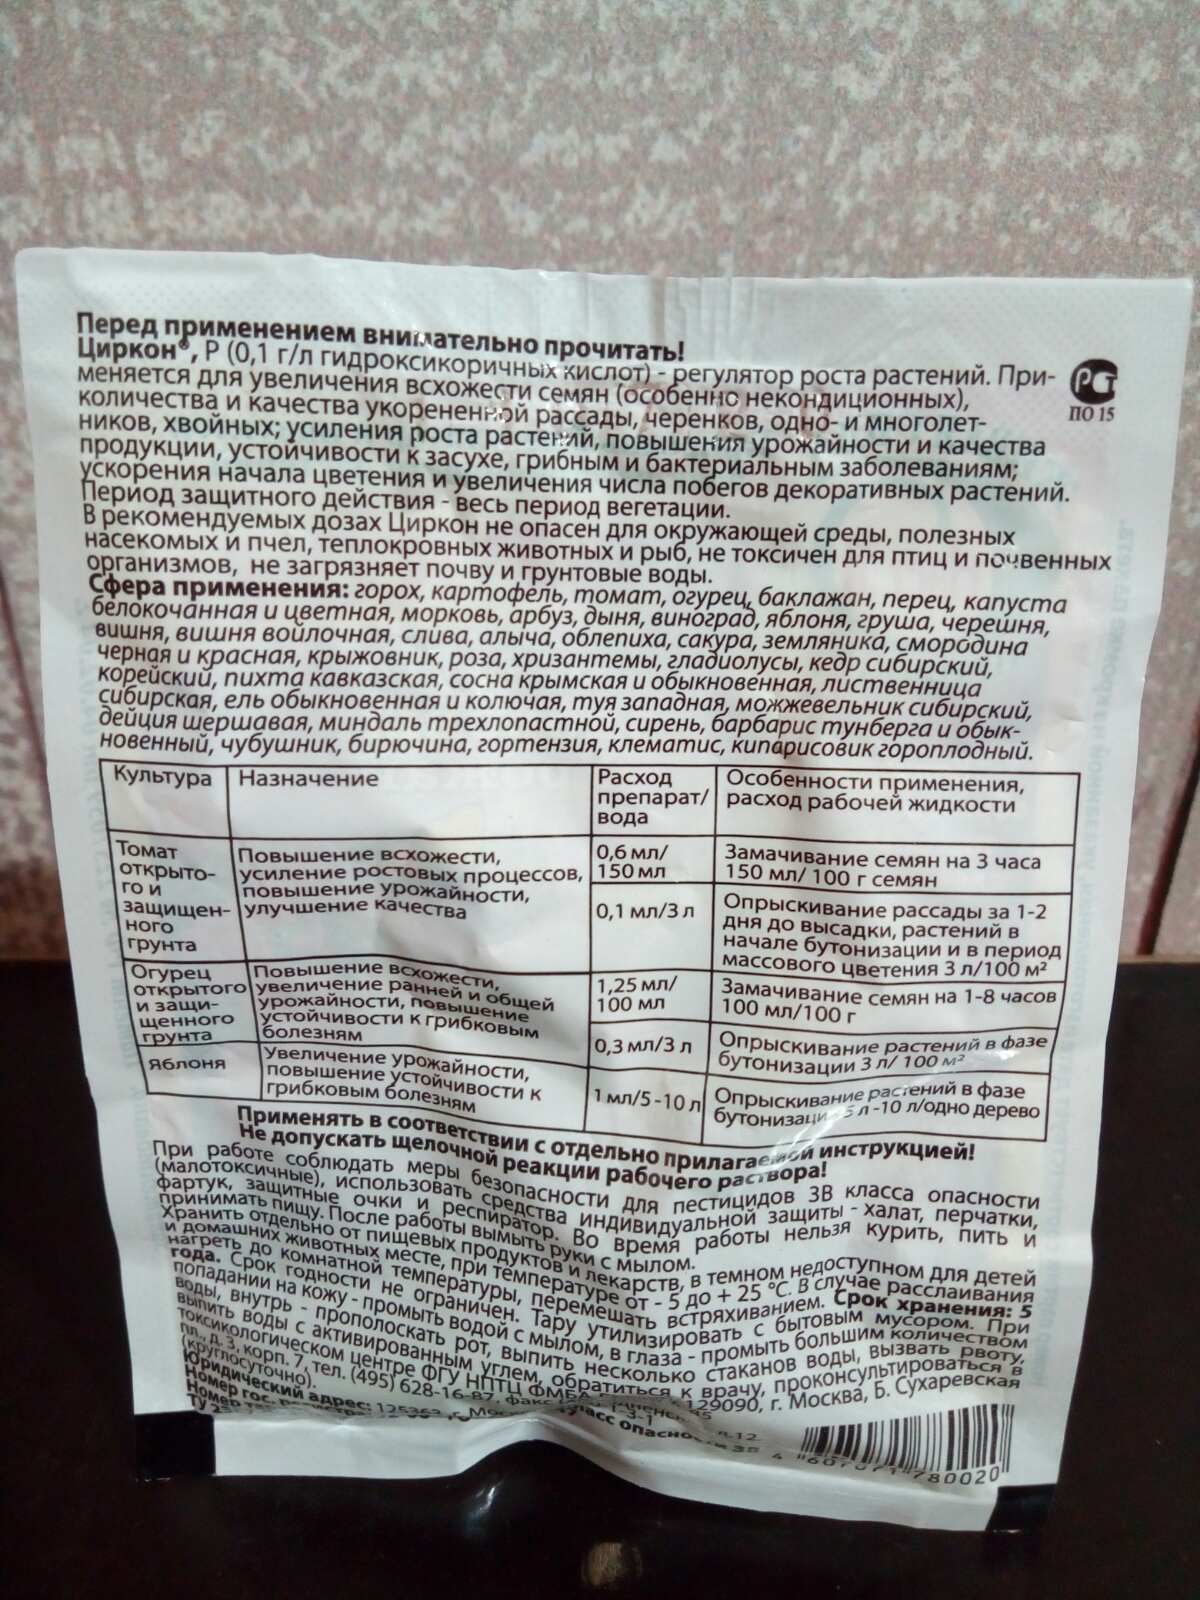 Перед применением внимательно прочитать!
Циркон®, Р (0,1 г/л гидроксикоричных кислот) - регулятор роста растений. При-
меняется для увеличения всхожести семян (особенно некондиционных),
количества и качества укорененной рассады, черенков, одно- и многолет-
ников, хвойных; усиления роста растений, повышения урожайности и качества
продукции, устойчивости к засухе, грибным и бактериальным заболеваниям;
ускорения начала цветения и увеличения числа побегов декоративных растений.
Период защитного действия - весь период вегетации.
В рекомендуемых дозах Циркон не опасен для окружающей среды, полезных
насекомых и пчел, теплокровных животных и рыб, не токсичен для птиц и почвенных
организмов, не загрязняет почву и грунтовые воды.
РСТ
ПО 15
Сфера применения: горох, картофель, томат, огурец, баклажан, перец, капуста
белокочанная и цветная, морковь, арбуз, дыня, виноград, яблоня, груша, черешня,
вишня, вишня войлочная, слива, алыча, облепиха, сакура, земляника, смородина
черная и красная, крыжовник, роза, хризантемы, гладиолусы, кедр сибирский,
корейский, пихта кавказская, сосна крымская и обыкновенная, лиственница
сибирская, ель обыкновенная и колючая, туя западная, можжевельник сибирский,
дейция шершавая, миндаль трехлопастной, сирень, барбарис тунберга и обык-
новенный, чубушник, бирючина, гортензия, клематис, кипарисовик гороплодный.
Культура
Назначение
Расход
препарат/
вода
Особенности применения,
расход рабочей жидкости
Томат
открыто-
го и
защищен-
ного
грунта
Повышение всхожести,
усиление ростовых процессов,
повышение урожайности,
улучшение качества
0,6 мл/
150 мл
Замачивание семян на 3 часа
150 мл/ 100 г семян
0,1 мл/3 л
Опрыскивание рассады за 1-2
дня до высадки, растений в
начале бутонизации и в период
массового цветения 3 л/100 м²
Огурец
открытого
и защи-
щенного
грунта
Повышение всхожести,
увеличение ранней и общей
урожайности, повышение
устойчивости к грибковым
болезням
1,25 мл/
100 мл
Замачивание семян на 1-8 часов
100 мл/100 г
0,3 мл/3 л
Опрыскивание растений в фазе
бутонизации 3 л/ 100 м²
Яблоня
Увеличение урожайности,
повышение устойчивости к
грибковым болезням
1 мл/5 -10 л
Опрыскивание растений в фазе
бутонизации 5 л -10 л/одно дерево
Применять в соответствии с отдельно прилагаемой инструкцией!
Не допускать щелочной реакции рабочего раствора!
При работе соблюдать меры безопасности для пестицидов 3В класса опасности
(малотоксичные), использовать средства индивидуальной защиты - халат, перчатки,
фартук, защитные очки и респиратор. Во время работы нельзя курить, пить и
принимать пищу. После работы вымыть руки с мылом.
Хранить отдельно от пищевых продуктов и лекарств, в темном недоступном для детей
и домашних животных месте, при температуре от - 5 до + 25 °С. В случае расслаивания
нагреть до комнатной температуры, перемешать встряхиванием. Срок хранения: 5
года. Срок годности не ограничен. Тару утилизировать с бытовым мусором. При
попадании на кожу - промыть водой с мылом, в глаза - промыть большим количеством
воды, внутрь - прополоскать рот, выпить несколько стаканов воды, вызвать рвоту,
выпить воды с активированным углем, обратиться к врачу, проконсультироваться в
токсикологическом центре ФГУ НПТЦ ФМБА 129090, г. Москва, Б. Сухаревская
пл., д. 3, корп. 7, тел. (495) 628-16-87, факс
(круглосуточно).
Юридический адрес: 125363, г. Мос
Номер гос. класс опасно
ТУ
4 607071 780020